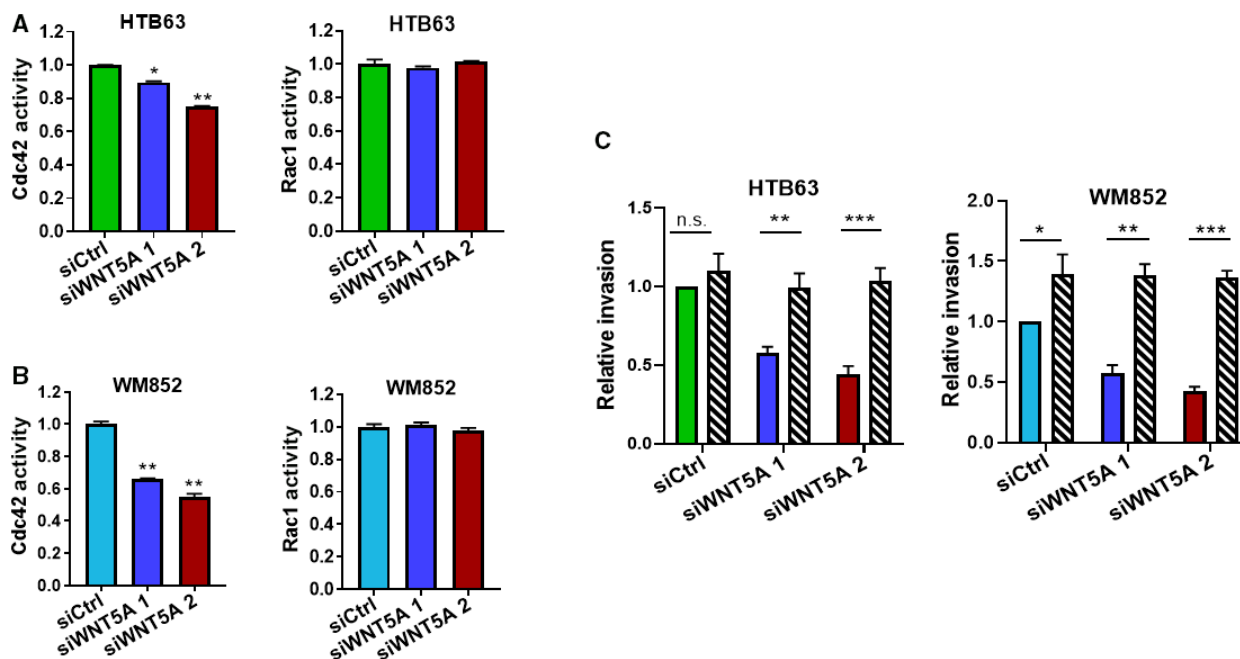 A
HTB63
Cdc42 activity
1.2
1.0
0.8
0.6
0.4
0.2
0.0
*
**
siCtrl
siWNT5A 1
siWNT5A 2
HTB63
Rac1 activity
1.2
1.0
0.8
0.6
0.4
0.2
0.0
siCtrl
siWNT5A 1
siWNT5A 2
B
WM852
Cdc42 activity
1.2
1.0
0.8
0.6
0.4
0.2
0.0
**
**
siCtrl
siWNT5A 1
siWNT5A 2
WM852
Rac1 activity
1.2
1.0
0.8
0.6
0.4
0.2
0.0
siCtrl
siWNT5A 1
siWNT5A 2
C
HTB63
Relative invasion
1.5
1.0
0.5
0.0
n.s.
**
***
siCtrl
siWNT5A 1
siWNT5A 2
WM852
Relative invasion
2.0
1.5
1.0
0.5
0.0
*
**
***
siCtrl
siWNT5A 1
siWNT5A 2